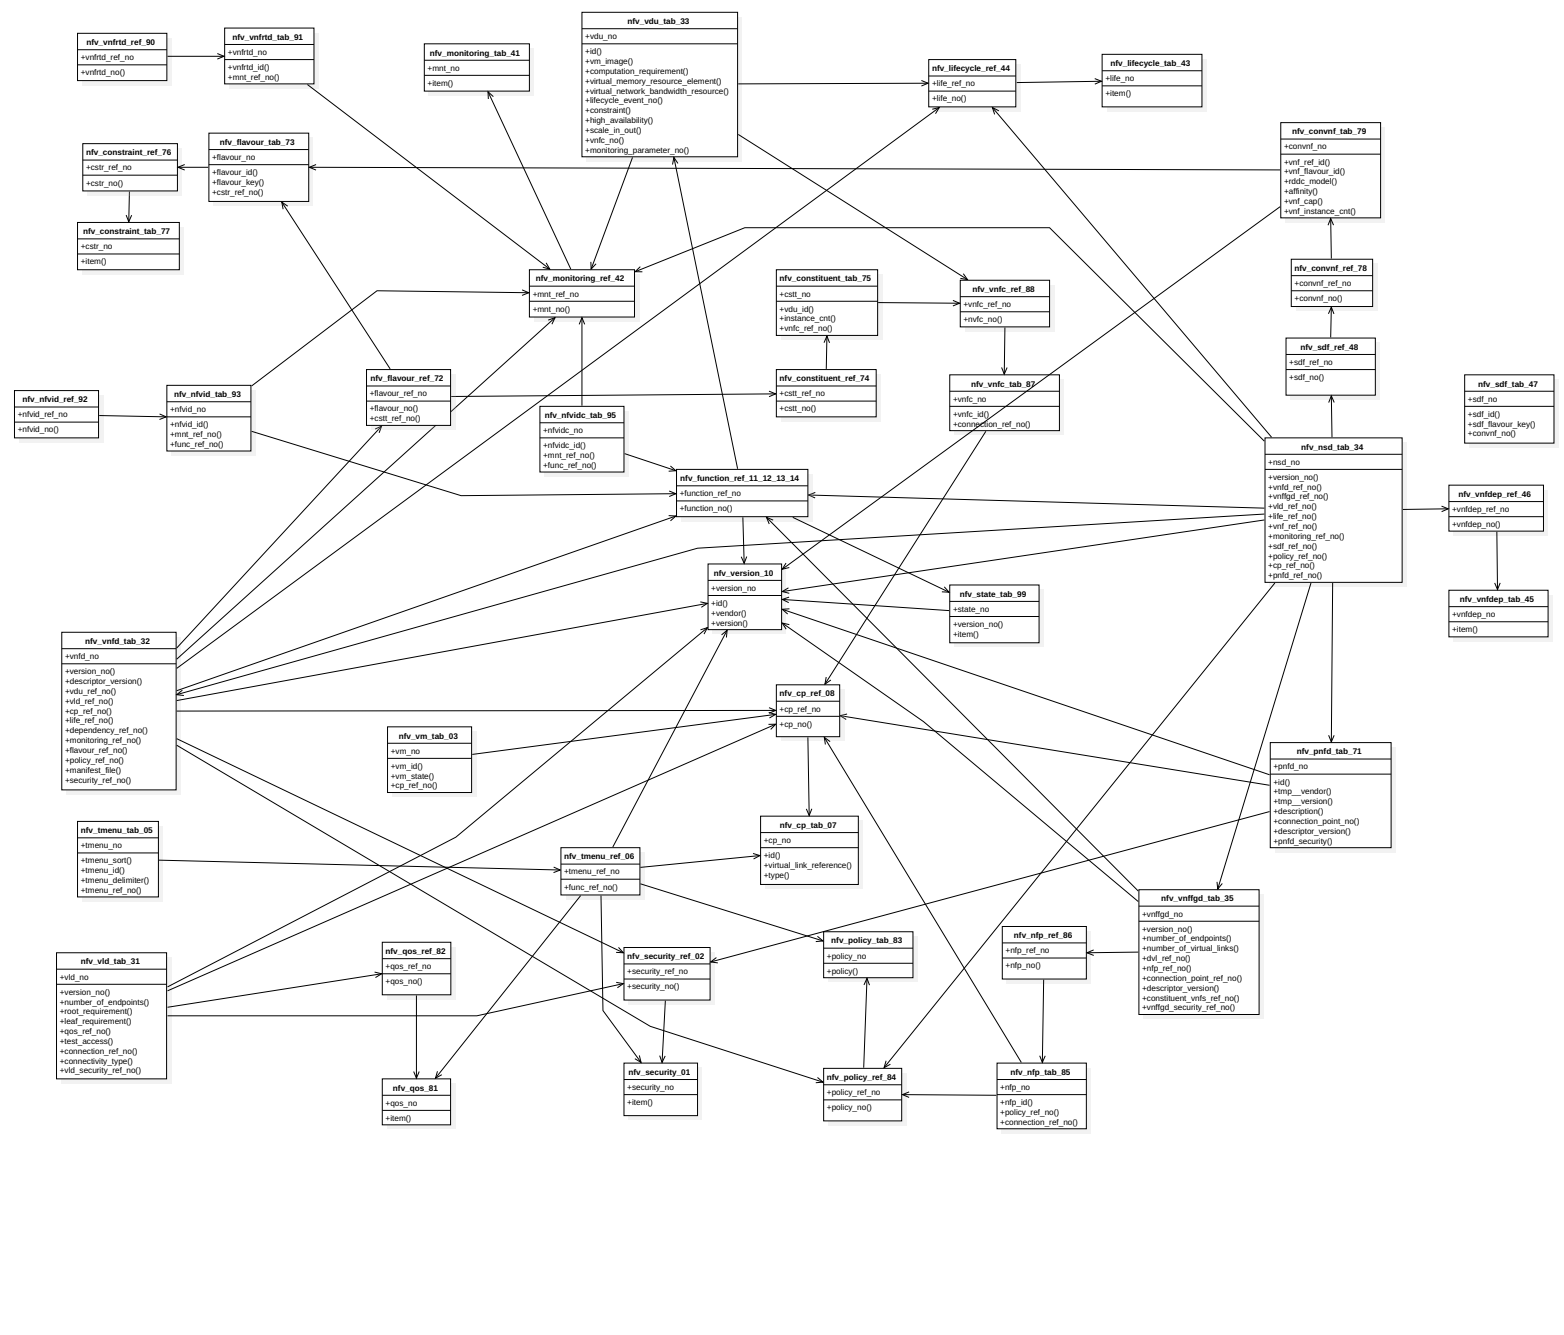 nfv_vnfrtd_ref_90
+vnfrtd_ref_no
+vnfrtd_no()
nfv_vnfrtd_tab_91
+vnfrtd_no
+vnfrtd_id()
+mnt_ref_no()
nfv_monitoring_tab_41
+mnt_no
+item()
nfv_vdu_tab_33
+vdu_no
+id()
+vm_image()
+computation_requirement()
+virtual_memory_resource_element()
+virtual_network_bandwidth_resource()
+lifecycle_event_no()
+constraint()
+high_availability()
+scale_in_out()
+vnfc_no()
+monitoring_parameter_no()
nfv_lifecycle_ref_44
+life_ref_no
+life_no()
nfv_lifecycle_tab_43
+life_no
+item()
nfv_constraint_ref_76
+cstr_ref_no
+cstr_no()
nfv_flavour_tab_73
+flavour_no
+flavour_id()
+flavour_key()
+cstr_ref_no()
nfv_convnf_tab_79
+convnf_no
+vnf_ref_id()
+vnf_flavour_id()
+rddc_model()
+affinity()
+vnf_cap()
+vnf_instance_cnt()
nfv_constraint_tab_77
+cstr_no
+item()
nfv_monitoring_ref_42
+mnt_ref_no
+mnt_no()
nfv_constituent_tab_75
+cstt_no
+vdu_id()
+instance_cnt()
+vnfc_ref_no()
nfv_vnfc_ref_88
+vnfc_ref_no
+nvfc_no()
nfv_convnf_ref_78
+convnf_ref_no
+convnf_no()
nfv_sdf_ref_48
+sdf_ref_no
+sdf_no()
nfv_nfvid_ref_92
+nfvid_ref_no
+nfvid_no()
nfv_nfvid_tab_93
+nfvid_no
+nfvid_id()
+mnt_ref_no()
+func_ref_no()
nfv_flavour_ref_72
+flavour_ref_no
+flavour_no()
+cstt_ref_no()
nfv_nfvidc_tab_95
+nfvidc_no
+nfvidc_id()
+mnt_ref_no()
+func_ref_no()
nfv_constituent_ref_74
+cstt_ref_no
+cstt_no()
nfv_vnfc_tab_87
+vnfc_no
+vnfc_id()
+connection_ref_no()
nfv_sdf_tab_47
+sdf_no
+sdf_id()
+sdf_flavour_key()
+convnf_no()
nfv_nsd_tab_34
+nsd_no
+version_no()
+vnfd_ref_no()
+vnffgd_ref_no()
+vld_ref_no()
+life_ref_no()
+vnf_ref_no()
+monitoring_ref_no()
+sdf_ref_no()
+policy_ref_no()
+cp_ref_no()
+pnfd_ref_no()
nfv_function_ref_11_12_13_14
+function_ref_no
+function_no()
nfv_vnfdep_ref_46
+vnfdep_ref_no
+vnfdep_no()
nfv_version_10
+version_no
+id()
+vendor()
+version()
nfv_state_tab_99
+state_no
+version_no()
+item()
nfv_vnfdep_tab_45
+vnfdep_no
+item()
nfv_vnfd_tab_32
+vnfd_no
+version_no()
+descriptor_version()
+vdu_ref_no()
+vld_ref_no()
+cp_ref_no()
+life_ref_no()
+dependency_ref_no()
+monitoring_ref_no()
+flavour_ref_no()
+policy_ref_no()
+manifest_file()
+security_ref_no()
nfv_cp_ref_08
+cp_ref_no
+cp_no()
nfv_vm_tab_03
+vm_no
+vm_id()
+vm_state()
+cp_ref_no()
nfv_pnfd_tab_71
+pnfd_no
+id()
+tmp__vendor()
+tmp__version()
+description()
+connection_point_no()
+descriptor_version()
+pnfd_security()
nfv_tmenu_tab_05
+tmenu_no
+tmenu_sort()
+tmenu_id()
+tmenu_delimiter()
+tmenu_ref_no()
nfv_tmenu_ref_06
+tmenu_ref_no
+func_ref_no()
nfv_cp_tab_07
+cp_no
+id()
+virtual_link_reference()
+type()
nfv_vnffgd_tab_35
+vnffgd_no
+version_no()
+number_of_endpoints()
+number_of_virtual_links()
+dvl_ref_no()
+nfp_ref_no()
+connection_point_ref_no()
+descriptor_version()
+constituent_vnfs_ref_no()
+vnffgd_security_ref_no()
nfv_vld_tab_31
+vld_no
+version_no()
+number_of_endpoints()
+root_requirement()
+leaf_requirement()
+qos_ref_no()
+test_access()
+connection_ref_no()
+connectivity_type()
+vld_security_ref_no()
nfv_qos_ref_82
+qos_ref_no
+qos_no()
nfv_security_ref_02
+security_ref_no
+security_no()
nfv_policy_tab_83
+policy_no
+policy()
nfv_nfp_ref_86
+nfp_ref_no
+nfp_no()
nfv_qos_81
+qos_no
+item()
nfv_security_01
+security_no
+item()
nfv_policy_ref_84
+policy_ref_no
+policy_no()
nfv_nfp_tab_85
+nfp_no
+nfp_id()
+policy_ref_no()
+connection_ref_no()